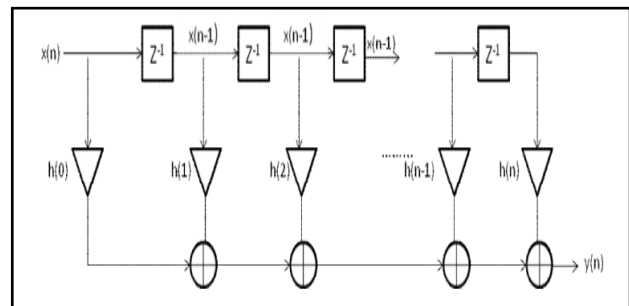 x(n) Z⁻¹ x(n-1) Z⁻¹ x(n-1) Z⁻¹ x(n-1) Z⁻¹
h(0) h(1) h(2) ......... h(n-1) h(n)
y(n)